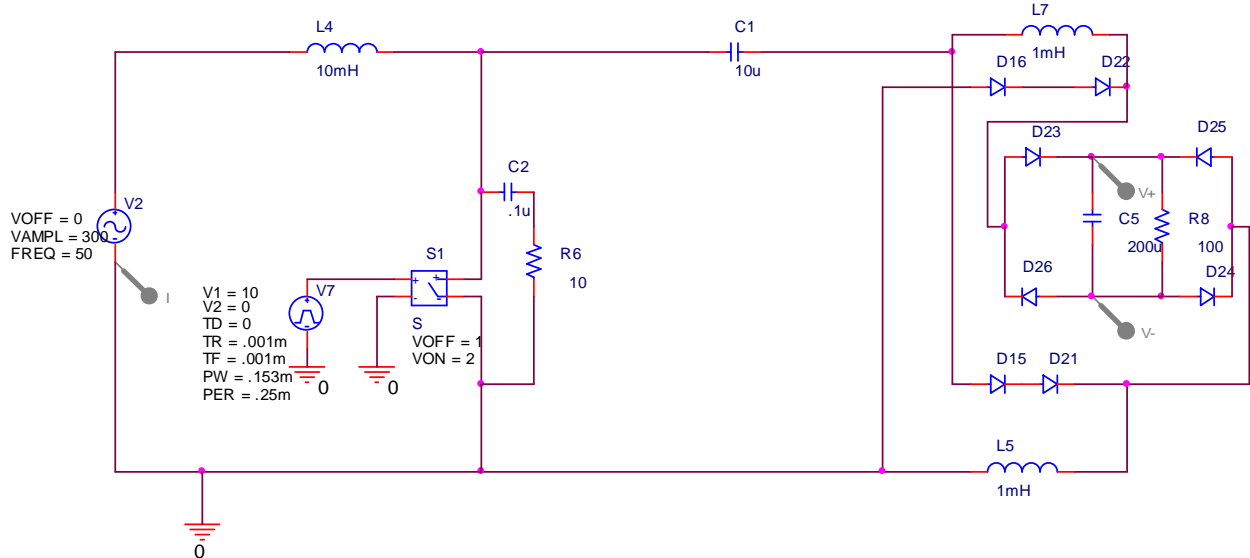 L4
10mH
C1
10u
L7
1mH
D16
D22
D23
D25
C2
.1u
V2
VOFF = 0
VAMPL = 300
FREQ = 50
I
V+
C5
200u
R8
100
R6
10
S1
S
VOFF = 1
VON = 2
V7
V1 = 10
V2 = 0
TD = 0
TR = .001m
TF = .001m
PW = .153m
PER = .25m
0
0
D26
D24
V-
D15
D21
L5
1mH
0